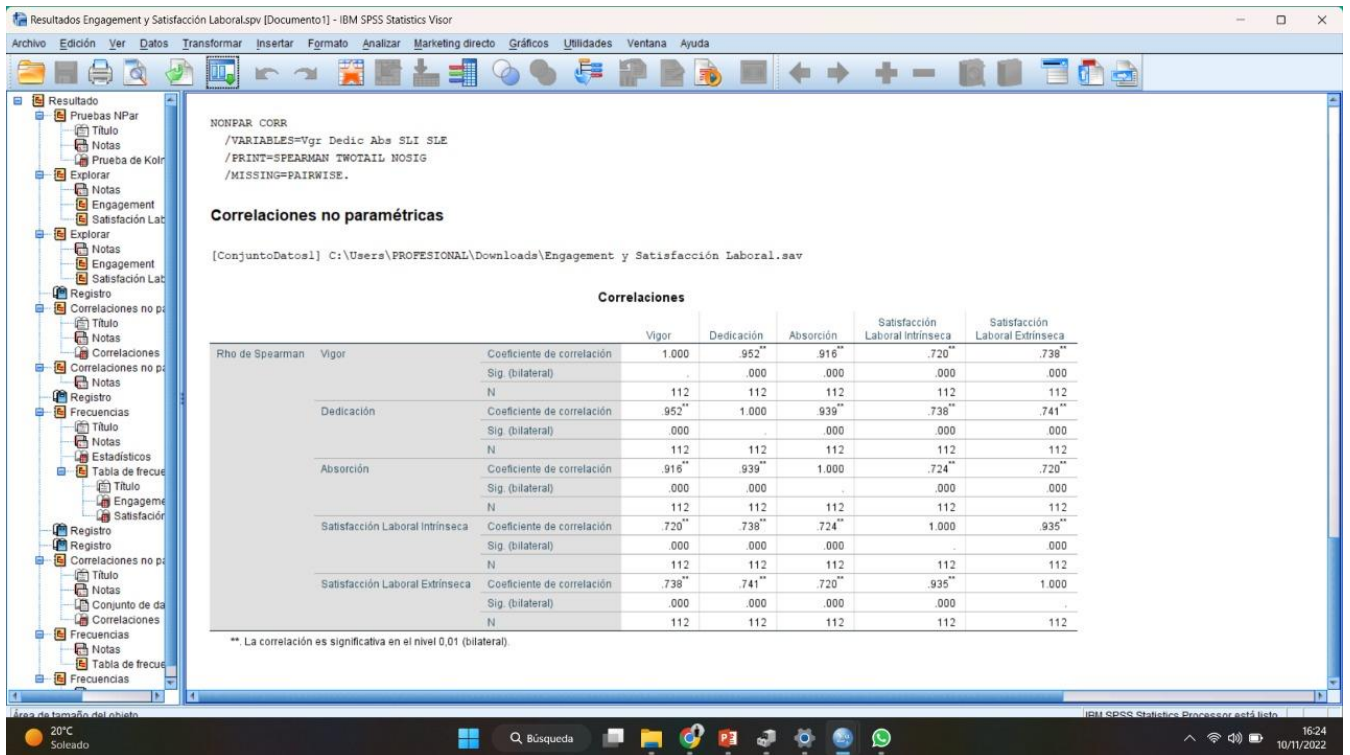 Resultados Engagement y Satisfacción Laboral.spv [Documento1] - IBM SPSS Statistics Visor
Archivo Edición Ver Datos Transformar Insertar Formato Analizar Marketing directo Gráficos Utilidades Ventana Ayuda
Resultado
Pruebas NPar
Título
Notas
Prueba de Kolr
Explorar
Notas
Engagement
Satisfación Lab
Explorar
Notas
Engagement
Satisfación Lab
Registro
Correlaciones no pa
Título
Notas
Correlaciones
Correlaciones no pa
Notas
Registro
Frecuencias
Título
Notas
Estadísticos
Tabla de frecue
Título
Engageme
Satisfación
Registro
Registro
Correlaciones no pa
Título
Notas
Conjunto de da
Correlaciones
Frecuencias
Notas
Tabla de frecue
Frecuencias
NONPAR CORR
/VARIABLES=Vgr Dedic Abs SLI SLE
/PRINT=SPEARMAN TWOTAIL NOSIG
/MISSING=PAIRWISE.
Correlaciones no paramétricas
[ConjuntoDatos1] C:\Users\PROFESIONAL\Downloads\Engagement y Satisfacción Laboral.sav
Correlaciones
Vigor Dedicación Absorción Satisfacción Laboral Intrínseca Satisfacción Laboral Extrínseca
Rho de Spearman Vigor Coeficiente de correlación 1.000 .952** .916** .720** .738**
Sig. (bilateral) . .000 .000 .000 .000
N 112 112 112 112 112
Dedicación Coeficiente de correlación .952** 1.000 .939** .738** .741**
Sig. (bilateral) .000 . .000 .000 .000
N 112 112 112 112 112
Absorción Coeficiente de correlación .916** .939** 1.000 .724** .720**
Sig. (bilateral) .000 .000 . .000 .000
N 112 112 112 112 112
Satisfacción Laboral Intrínseca Coeficiente de correlación .720** .738** .724** 1.000 .935**
Sig. (bilateral) .000 .000 .000 . .000
N 112 112 112 112 112
Satisfacción Laboral Extrínseca Coeficiente de correlación .738** .741** .720** .935** 1.000
Sig. (bilateral) .000 .000 .000 .000 .
N 112 112 112 112 112
**. La correlación es significativa en el nivel 0,01 (bilateral).
Área de tamaño del objeto
IBM SPSS Statistics Processor está listo
20°C
Soleado
Búsqueda
16:24
10/11/2022